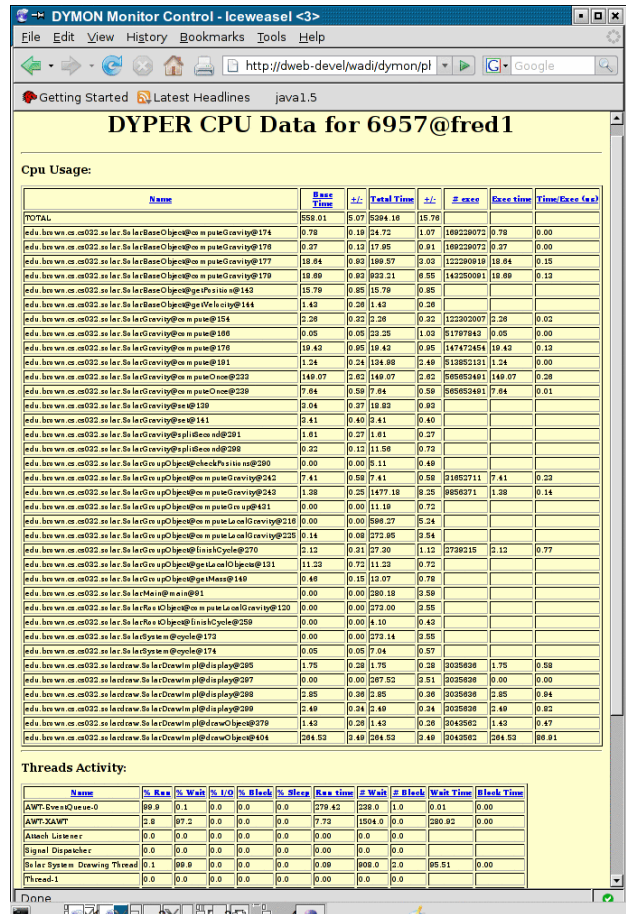 DYMON Monitor Control - Iceweasel <3>
File Edit View History Bookmarks Tools Help
http://dweb-devel/wadi/dymon/pl Google
Getting Started Latest Headlines java1.5
DYPER CPU Data for 6957@fred1
Cpu Usage:
Name Base Time +/- Total Time +/- # exec Exec time Time/Exec (us)
TOTAL 558.01 5.07 5394.16 15.76
edu.brown.cs.cs032.solar.SolarBaseObject@computeGravity@174 0.78 0.19 24.72 1.07 169229072 0.78 0.00
edu.brown.cs.cs032.solar.SolarBaseObject@computeGravity@176 0.37 0.13 17.95 0.91 169229072 0.37 0.00
edu.brown.cs.cs032.solar.SolarBaseObject@computeGravity@177 18.64 0.93 199.57 3.03 122290919 18.64 0.15
edu.brown.cs.cs032.solar.SolarBaseObject@computeGravity@179 18.69 0.93 933.21 6.55 143250091 18.69 0.13
edu.brown.cs.cs032.solar.SolarBaseObject@getPosition@143 15.79 0.85 15.79 0.85
edu.brown.cs.cs032.solar.SolarBaseObject@getVelocity@144 1.43 0.26 1.43 0.26
edu.brown.cs.cs032.solar.SolarGravity@compute@154 2.26 0.32 2.26 0.32 122302007 2.26 0.02
edu.brown.cs.cs032.solar.SolarGravity@compute@166 0.05 0.05 23.25 1.03 51787843 0.05 0.00
edu.brown.cs.cs032.solar.SolarGravity@compute@176 19.43 0.95 19.43 0.95 147472454 19.43 0.13
edu.brown.cs.cs032.solar.SolarGravity@compute@191 1.24 0.24 134.98 2.49 513852131 1.24 0.00
edu.brown.cs.cs032.solar.SolarGravity@computeOnce@233 149.07 2.62 149.07 2.62 565653491 149.07 0.26
edu.brown.cs.cs032.solar.SolarGravity@computeOnce@239 7.64 0.59 7.64 0.59 565653491 7.64 0.01
edu.brown.cs.cs032.solar.SolarGravity@set@139 3.04 0.37 18.83 0.93
edu.brown.cs.cs032.solar.SolarGravity@set@141 3.41 0.40 3.41 0.40
edu.brown.cs.cs032.solar.SolarGravity@splitSecond@291 1.61 0.27 1.61 0.27
edu.brown.cs.cs032.solar.SolarGravity@splitSecond@298 0.32 0.12 11.56 0.73
edu.brown.cs.cs032.solar.SolarGroupObject@checkPositions@290 0.00 0.00 5.11 0.49
edu.brown.cs.cs032.solar.SolarGroupObject@computeGravity@242 7.41 0.58 7.41 0.58 31652711 7.41 0.23
edu.brown.cs.cs032.solar.SolarGroupObject@computeGravity@243 1.38 0.25 1477.18 8.25 9856371 1.38 0.14
edu.brown.cs.cs032.solar.SolarGroupObject@computeGroup@431 0.00 0.00 11.19 0.72
edu.brown.cs.cs032.solar.SolarGroupObject@computeLocalGravity@216 0.00 0.00 596.27 5.24
edu.brown.cs.cs032.solar.SolarGroupObject@computeLocalGravity@225 0.14 0.08 272.95 3.54
edu.brown.cs.cs032.solar.SolarGroupObject@finishCycle@270 2.12 0.31 27.30 1.12 2739215 2.12 0.77
edu.brown.cs.cs032.solar.SolarGroupObject@getLocalObjects@131 11.23 0.72 11.23 0.72
edu.brown.cs.cs032.solar.SolarGroupObject@getMass@149 0.46 0.15 13.07 0.78
edu.brown.cs.cs032.solar.SolarMain@main@91 0.00 0.00 280.18 3.59
edu.brown.cs.cs032.solar.SolarRootObject@computeLocalGravity@120 0.00 0.00 273.00 3.55
edu.brown.cs.cs032.solar.SolarRootObject@finishCycle@259 0.00 0.00 4.10 0.43
edu.brown.cs.cs032.solar.SolarSystem@cycle@173 0.00 0.00 273.14 3.55
edu.brown.cs.cs032.solar.SolarSystem@cycle@174 0.05 0.05 7.04 0.57
edu.brown.cs.cs032.solardraw.SolarDrawImpl@display@295 1.75 0.28 1.75 0.28 3035636 1.75 0.58
edu.brown.cs.cs032.solardraw.SolarDrawImpl@display@297 0.00 0.00 267.52 3.51 3035636 0.00 0.00
edu.brown.cs.cs032.solardraw.SolarDrawImpl@display@298 2.85 0.36 2.85 0.36 3035636 2.85 0.94
edu.brown.cs.cs032.solardraw.SolarDrawImpl@display@299 2.49 0.34 2.49 0.34 3035636 2.49 0.82
edu.brown.cs.cs032.solardraw.SolarDrawImpl@drawObject@379 1.43 0.26 1.43 0.26 3043562 1.43 0.47
edu.brown.cs.cs032.solardraw.SolarDrawImpl@drawObject@404 264.53 3.49 264.53 3.49 3043562 264.53 86.91
Threads Activity:
Name % Run % Wait % I/O % Block % Sleep Run time # Wait # Block Wait Time Block Time
AWT-EventQueue-0 99.9 0.1 0.0 0.0 0.0 279.42 238.0 1.0 0.01 0.00
AWT-XAWT 2.8 97.2 0.0 0.0 0.0 7.73 1504.0 0.0 280.92 0.00
Attach Listener 0.0 0.0 0.0 0.0 0.0 0.00 0.0 0.0
Signal Dispatcher 0.0 0.0 0.0 0.0 0.0 0.00 0.0 0.0
Solar System Drawing Thread 0.1 99.9 0.0 0.0 0.0 0.09 908.0 2.0 95.51 0.00
Thread-1 0.0 0.0 0.0 0.0 0.0 0.00 0.0 0.0
Done